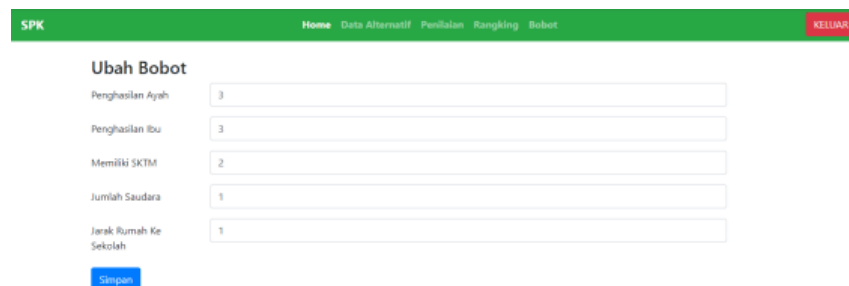 SPK Home Data Alternatif Penilaian Rangking Bobot KELUAR
Ubah Bobot
Penghasilan Ayah 3
Penghasilan Ibu 3
Memiliki SKTM 2
Jumlah Saudara 1
Jarak Rumah Ke 1
Sekolah
Simpan